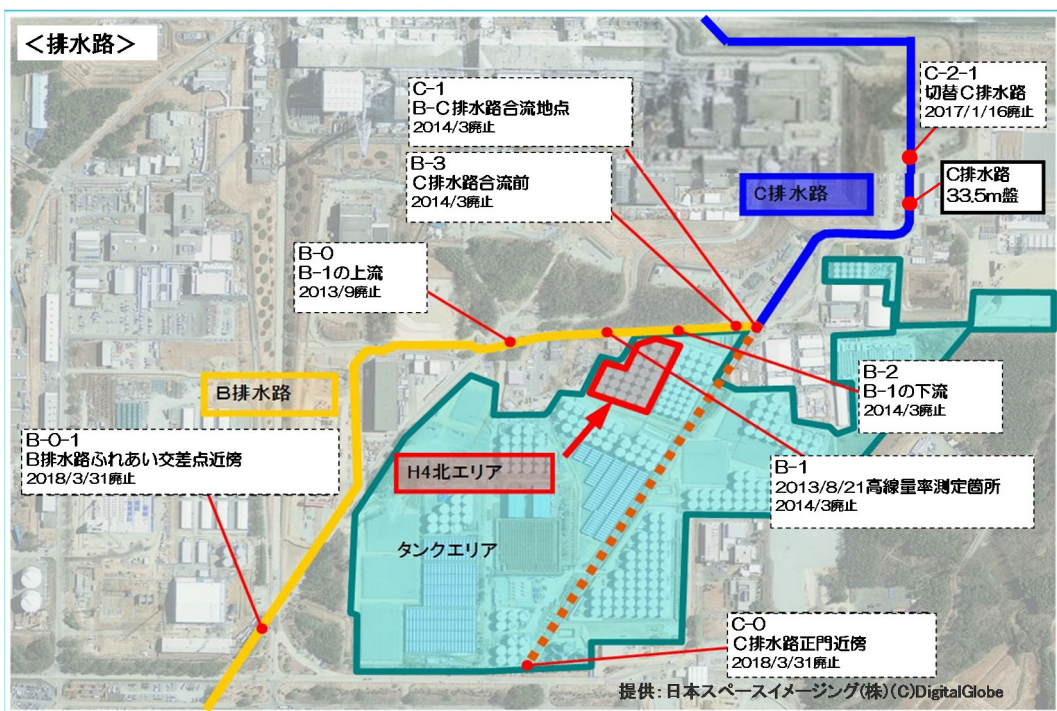 ＜排水路＞
C-1
B-C排水路合流地点
2014/3廃止
C-2-1
切替C排水路
2017/1/16廃止
B-3
C排水路合流前
2014/3廃止
C排水路
33.5m盤
C排水路
B-0
B-1の上流
2013/9廃止
B-2
B-1の下流
2014/3廃止
B排水路
B-0-1
B排水路ふれあい交差点近傍
2018/3/31廃止
H4北エリア
B-1
2013/8/21高線量率測定箇所
2014/3廃止
タンクエリア
C-0
C排水路正門近傍
2018/3/31廃止
提供：日本スペースイメージング(株)(C)DigitalGlobe